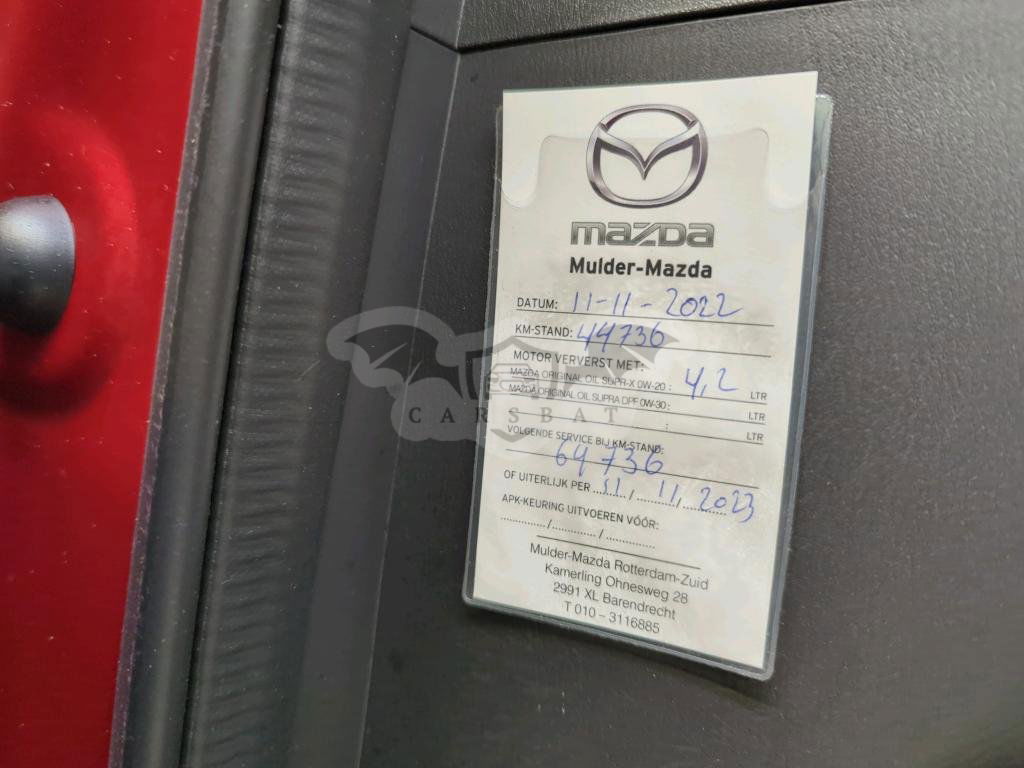 mazda
Mulder-Mazda
DATUM: 11-11-2022
KM-STAND: 44736
MOTOR VERVERST MET:
MAZDA ORIGINAL OIL SUPR-X 0W-20: 4,2 LTR
MAZDA ORIGINAL OIL SUPRA DPF 0W-30: LTR
: LTR
CARSBAT
VOLGENDE SERVICE BIJ KM-STAND:
64736
OF UITERLIJK PER 11 / 11, 2023
APK-KEURING UITVOEREN VÓÓR:
............../............../..............
Mulder-Mazda Rotterdam-Zuid
Kamerling Ohnesweg 28
2991 XL Barendrecht
T 010 – 3116885